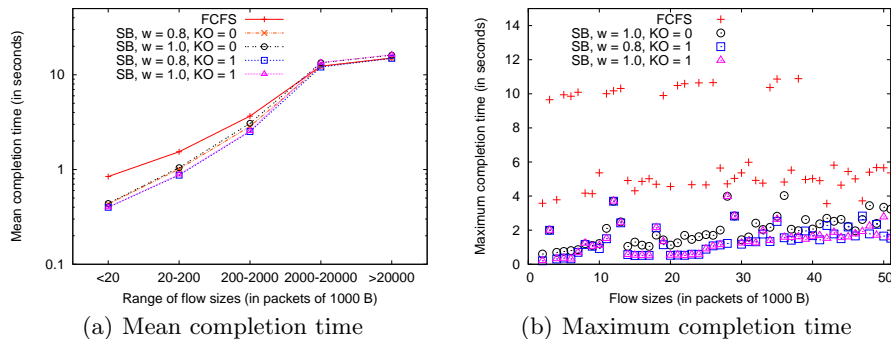 FCFS
SB, w = 0.8, KO = 0
SB, w = 1.0, KO = 0
SB, w = 0.8, KO = 1
SB, w = 1.0, KO = 1
Mean completion time (in seconds)
10
1
0.1
<20 20-200 200-2000 2000-20000 >20000
Range of flow sizes (in packets of 1000 B)
(a) Mean completion time
FCFS
SB, w = 1.0, KO = 0
SB, w = 0.8, KO = 1
SB, w = 1.0, KO = 1
Maximum completion time (in seconds)
14
12
10
8
6
4
2
0
0 10 20 30 40 50
Flow sizes (in packets of 1000 B)
(b) Maximum completion time